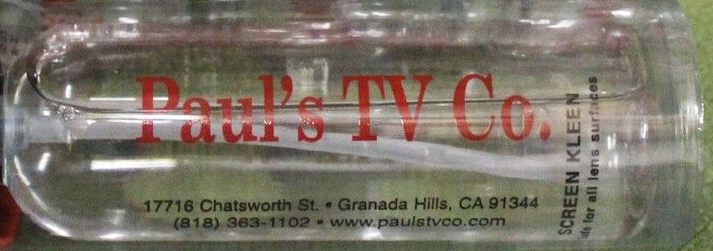 Paul's TV Co.
17716 Chatsworth St. • Granada Hills, CA 91344
(818) 363-1102 • www.paulstvco.com
SCREEN KLEEN
for all lens surfaces